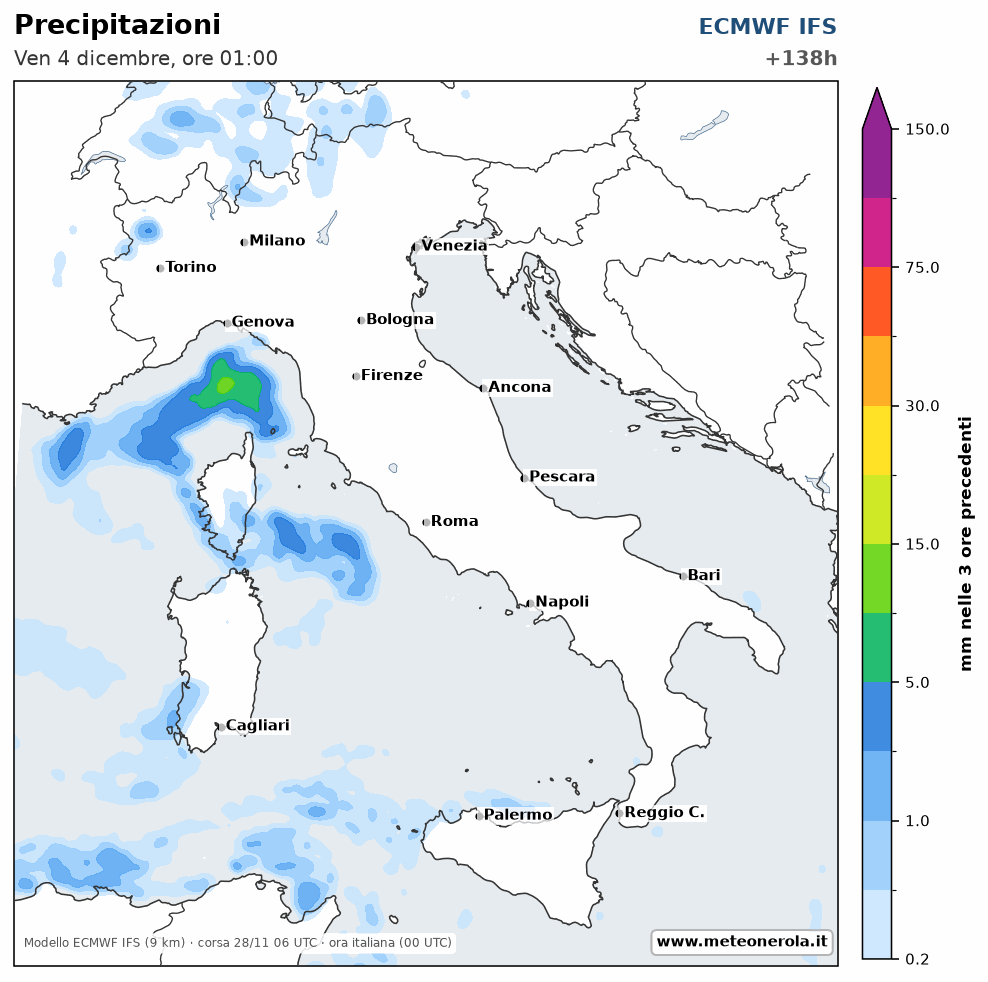 Precipitazioni
ECMWF IFS
Ven 4 dicembre, ore 01:00
+138h
150.0
Milano
Venezia
Torino
75.0
Genova
Bologna
Firenze
Ancona
30.0
Pescara
Roma
15.0
Bari
Napoli
5.0
Cagliari
Palermo
Reggio C.
1.0
mm nelle 3 ore precedenti
Modello ECMWF IFS (9 km) · corsa 28/11 06 UTC · ora italiana (00 UTC)
www.meteonerola.it
0.2